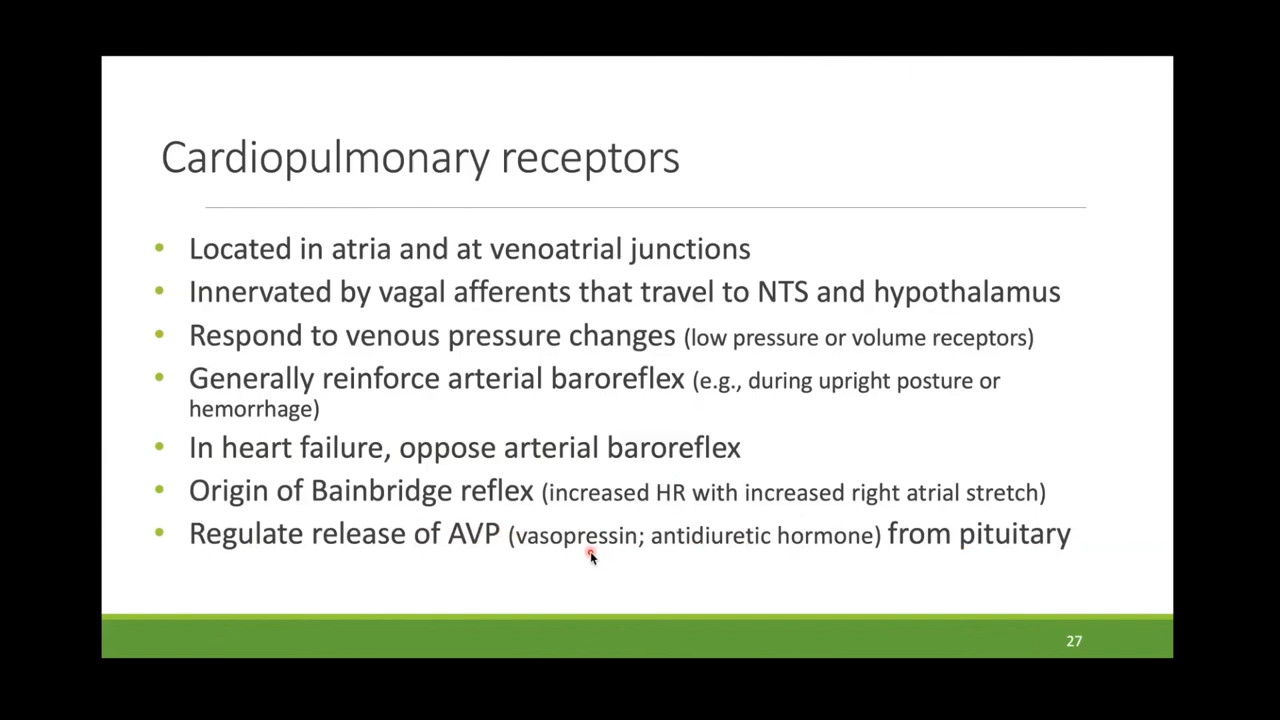 Cardiopulmonary receptors
• Located in atria and at venoatrial junctions
• Innervated by vagal afferents that travel to NTS and hypothalamus
• Respond to venous pressure changes (low pressure or volume receptors)
• Generally reinforce arterial baroreflex (e.g., during upright posture or
hemorrhage)
• In heart failure, oppose arterial baroreflex
• Origin of Bainbridge reflex (increased HR with increased right atrial stretch)
• Regulate release of AVP (vasopressin; antidiuretic hormone) from pituitary
27